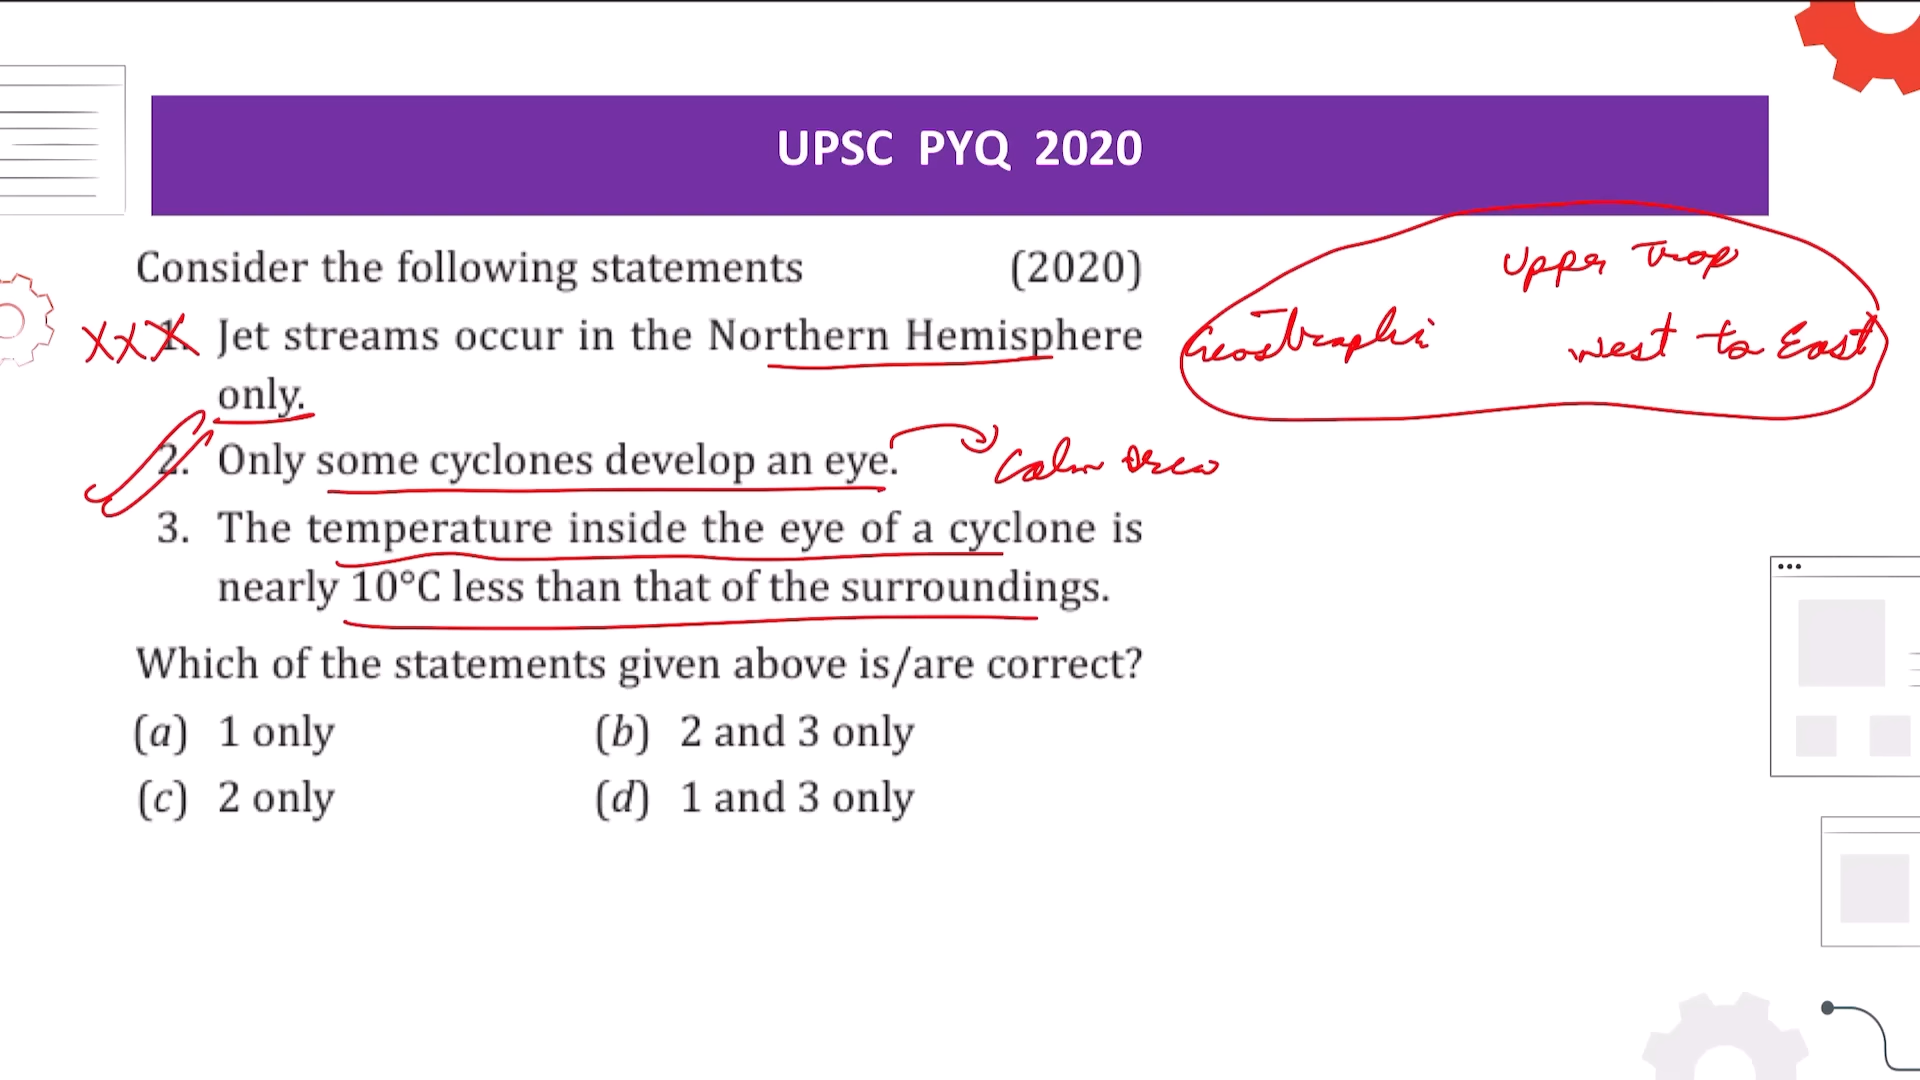 UPSC PYQ 2020
Consider the following statements (2020)
Upper Trop
xxx 1. Jet streams occur in the Northern Hemisphere
west to East
only.
2. Only some cyclones develop an eye.
calm area
3. The temperature inside the eye of a cyclone is
nearly 10°C less than that of the surroundings.
Which of the statements given above is/are correct?
(a) 1 only (b) 2 and 3 only
(c) 2 only (d) 1 and 3 only